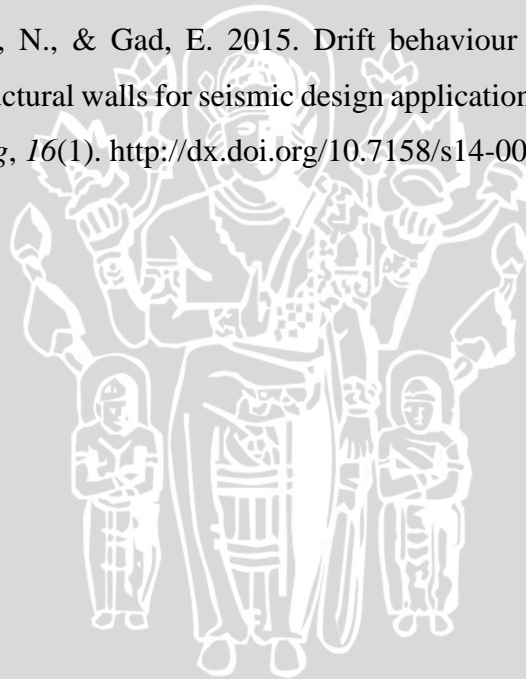 , N., & Gad, E. 2015. Drift behaviour
ctural walls for seismic design application
g, 16(1). http://dx.doi.org/10.7158/s14-00